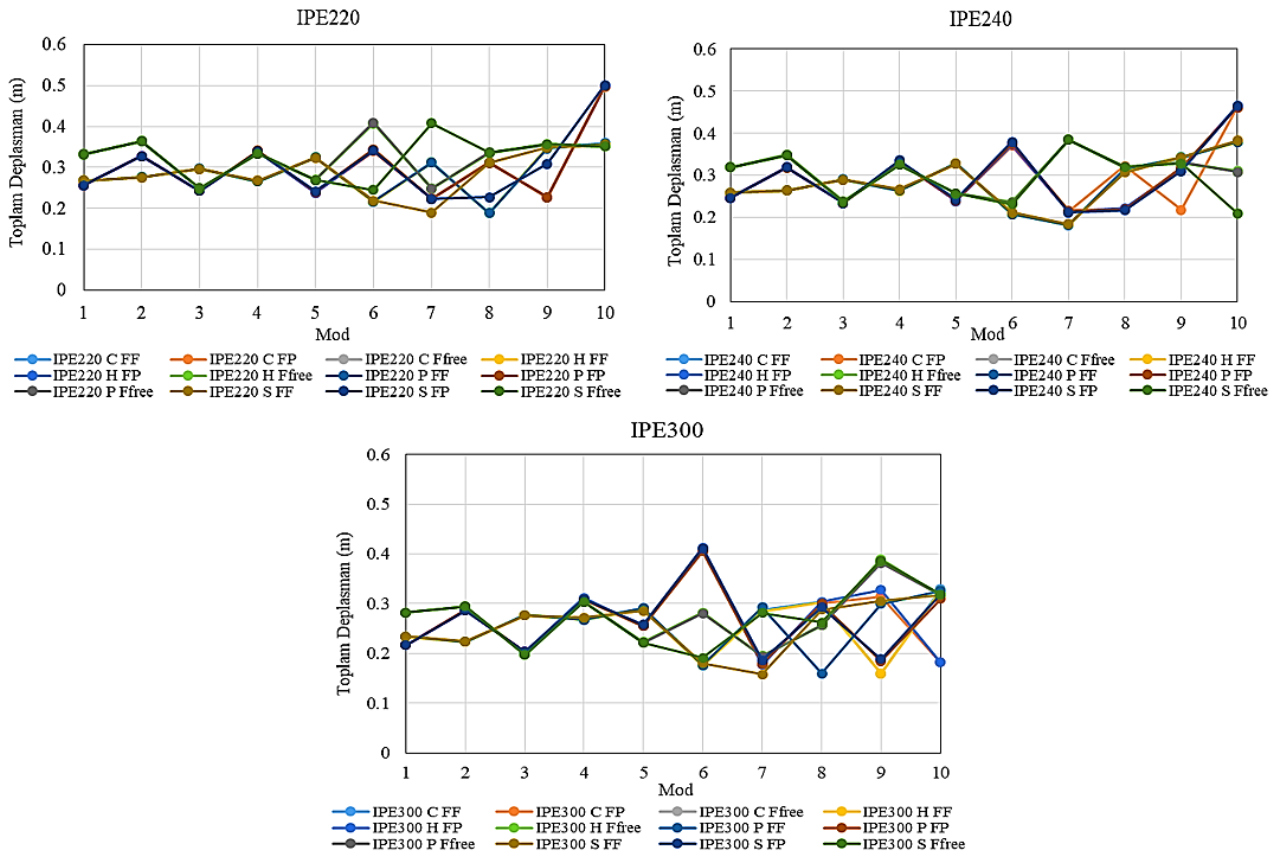 IPE220
Toplam Deplasman (m)
0.6
0.5
0.4
0.3
0.2
0.1
0
1 2 3 4 5 6 7 8 9 10
Mod
IPE220 C FF IPE220 C FP IPE220 C Ffree IPE220 H FF
IPE220 H FP IPE220 H Ffree IPE220 P FF IPE220 P FP
IPE220 P Ffree IPE220 S FF IPE220 S FP IPE220 S Ffree
IPE240
Toplam Deplasman (m)
0.6
0.5
0.4
0.3
0.2
0.1
0
1 2 3 4 5 6 7 8 9 10
Mod
IPE240 C FF IPE240 C FP IPE240 C Ffree IPE240 H FF
IPE240 H FP IPE240 H Ffree IPE240 P FF IPE240 P FP
IPE240 P Ffree IPE240 S FF IPE240 S FP IPE240 S Ffree
IPE300
Toplam Deplasman (m)
0.6
0.5
0.4
0.3
0.2
0.1
0
1 2 3 4 5 6 7 8 9 10
Mod
IPE300 C FF IPE300 C FP IPE300 C Ffree IPE300 H FF
IPE300 H FP IPE300 H Ffree IPE300 P FF IPE300 P FP
IPE300 P Ffree IPE300 S FF IPE300 S FP IPE300 S Ffree